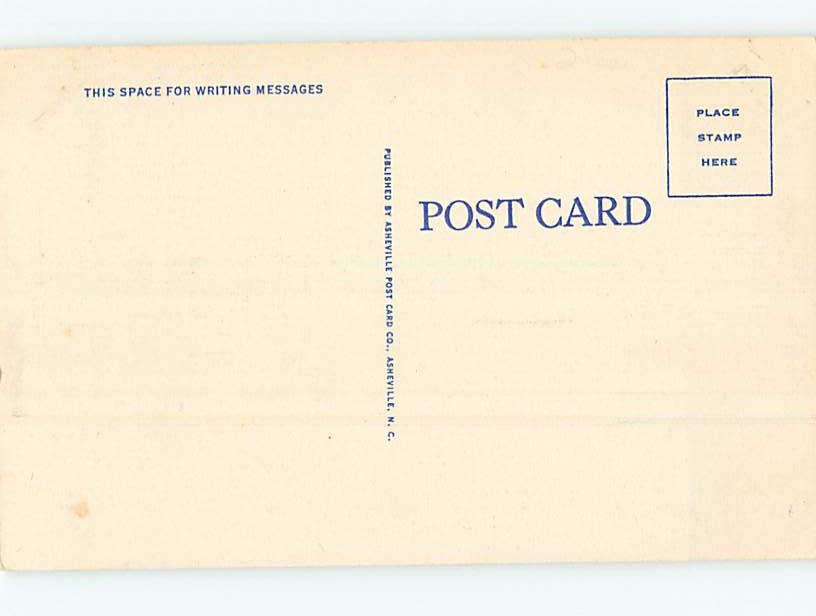 THIS SPACE FOR WRITING MESSAGES
PUBLISHED BY ASHEVILLE POST CARD CO., ASHEVILLE, N. C.
POST CARD
PLACE
STAMP
HERE